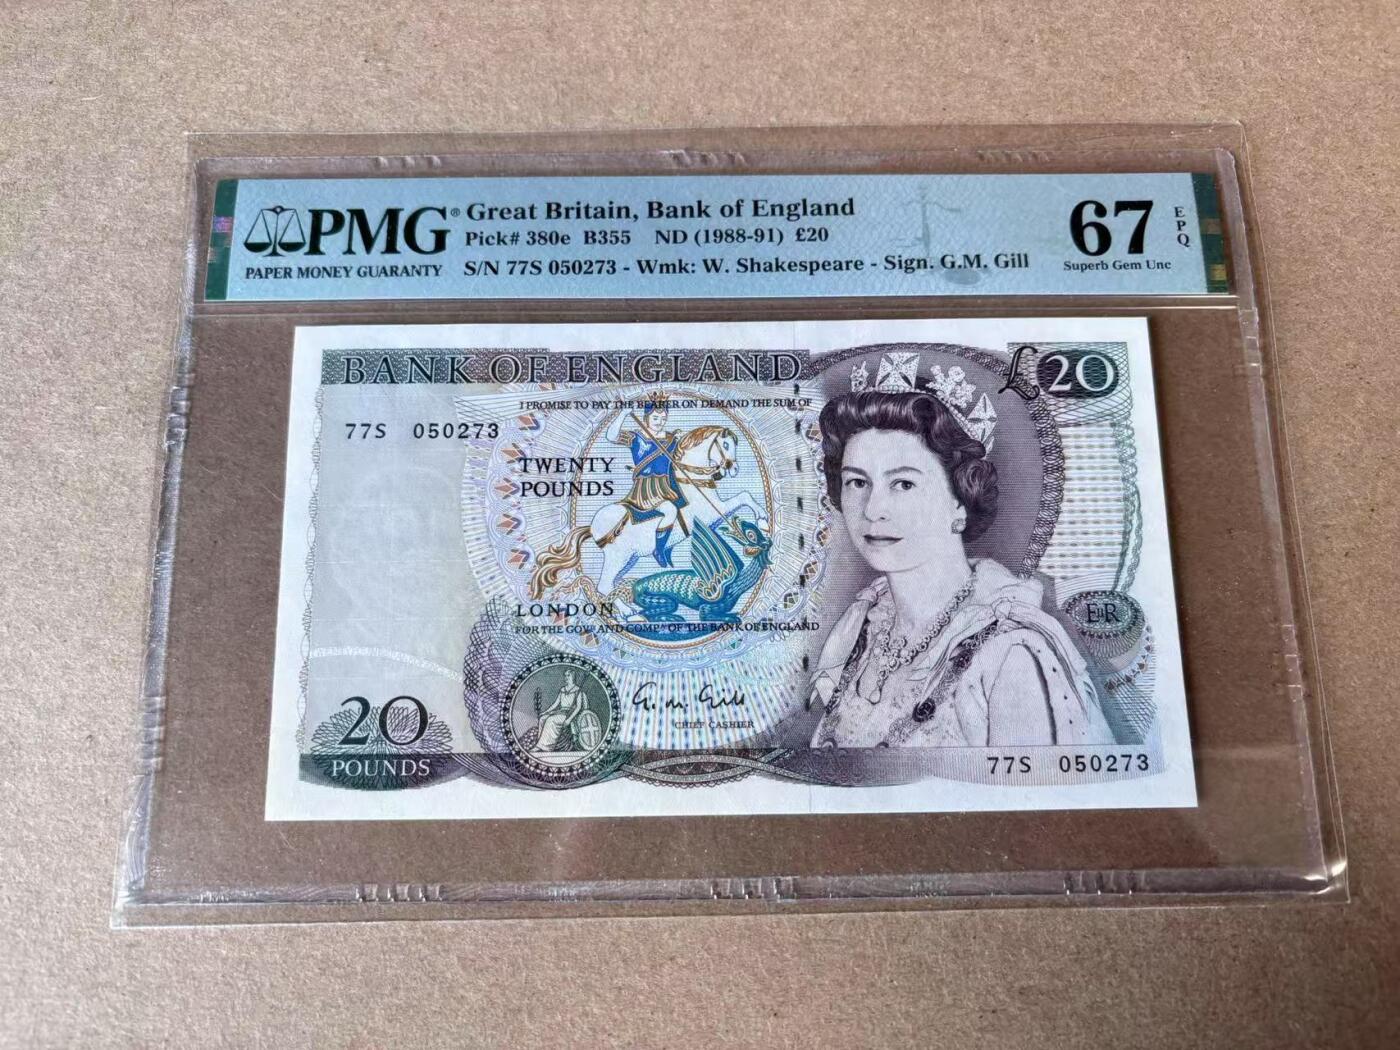 PMG® Great Britain, Bank of England
PAPER MONEY GUARANTY
Pick# 380e B355 ND (1988-91) £20
S/N 77S 050273 - Wmk: W. Shakespeare - Sign. G.M. Gill
67 EPQ
Superb Gem Unc
BANK OF ENGLAND
£20
I PROMISE TO PAY THE BEARER ON DEMAND THE SUM OF
77S 050273
TWENTY
POUNDS
LONDON
FOR THE GOVR AND COMPA OF THE BANK OF ENGLAND
EIIR
G.M. Gill
CHIEF CASHIER
20
POUNDS
77S 050273